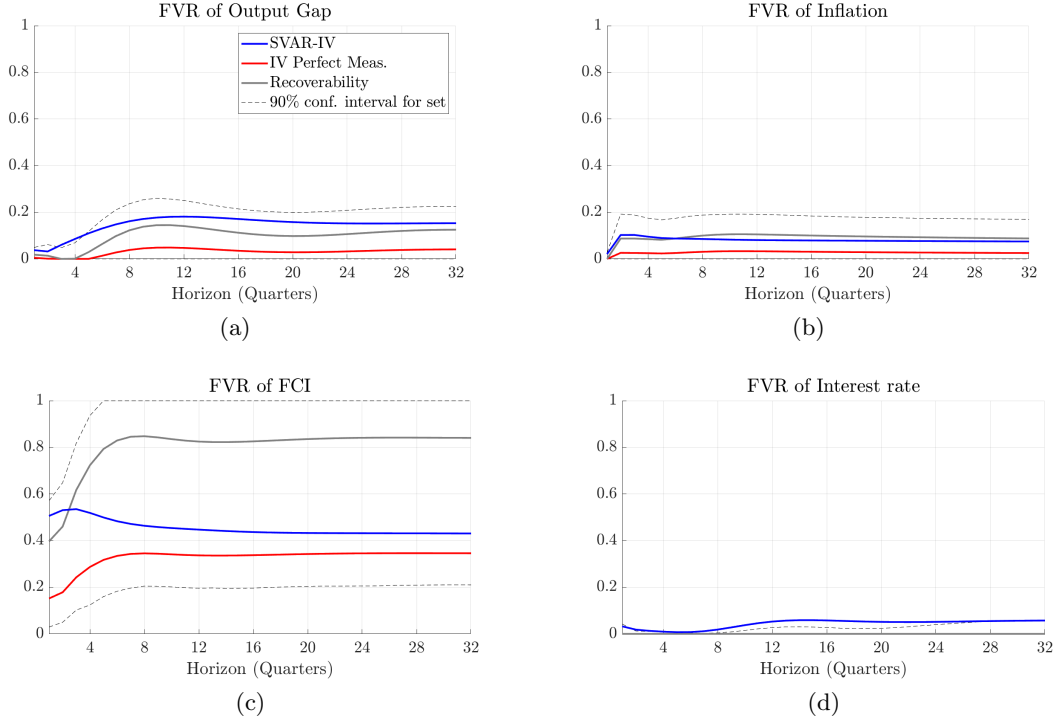 FVR of Output Gap
1
0.8
0.6
0.4
0.2
0
SVAR-IV
IV Perfect Meas.
Recoverability
90% conf. interval for set
4 8 12 16 20 24 28 32
Horizon (Quarters)
(a)
FVR of Inflation
1
0.8
0.6
0.4
0.2
0
4 8 12 16 20 24 28 32
Horizon (Quarters)
(b)
FVR of FCI
1
0.8
0.6
0.4
0.2
0
4 8 12 16 20 24 28 32
Horizon (Quarters)
(c)
FVR of Interest rate
1
0.8
0.6
0.4
0.2
0
4 8 12 16 20 24 28 32
Horizon (Quarters)
(d)